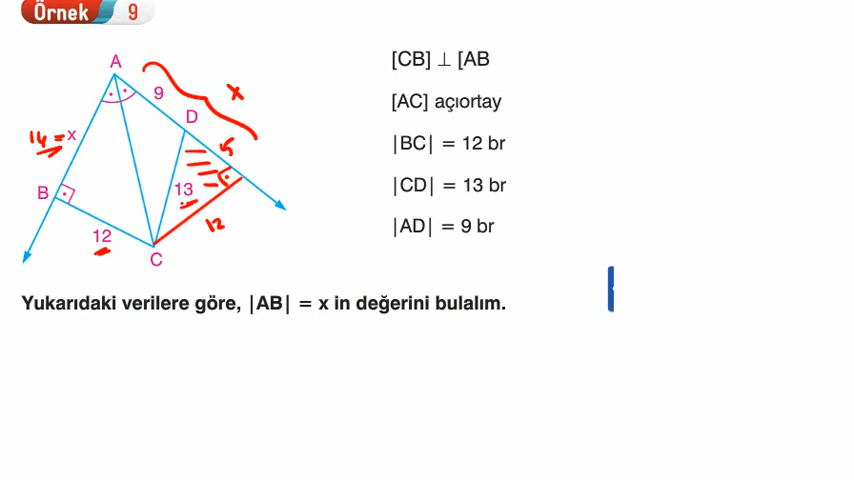 Örnek 9
A
9
x
D
14 = x
5
B
13
12
12
C
[CB] ⊥ [AB
[AC] açıortay
|BC| = 12 br
|CD| = 13 br
|AD| = 9 br
Yukarıdaki verilere göre, |AB| = x in değerini bulalım.